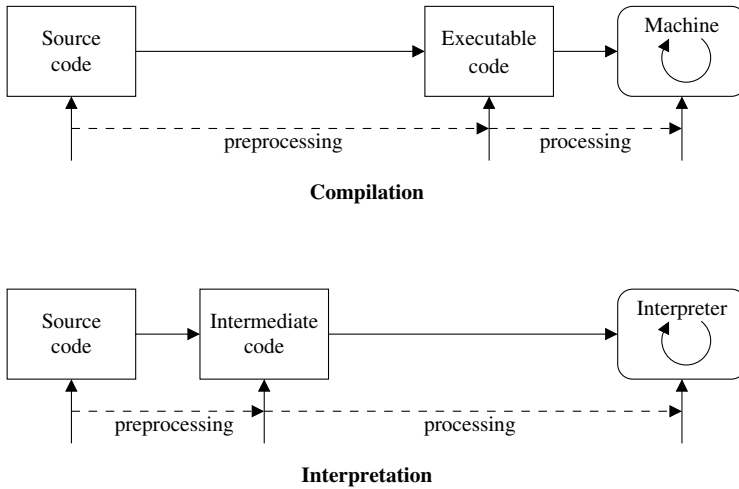 Source
code
Executable
code
Machine
preprocessing
processing
Compilation
Source
code
Intermediate
code
Interpreter
preprocessing
processing
Interpretation